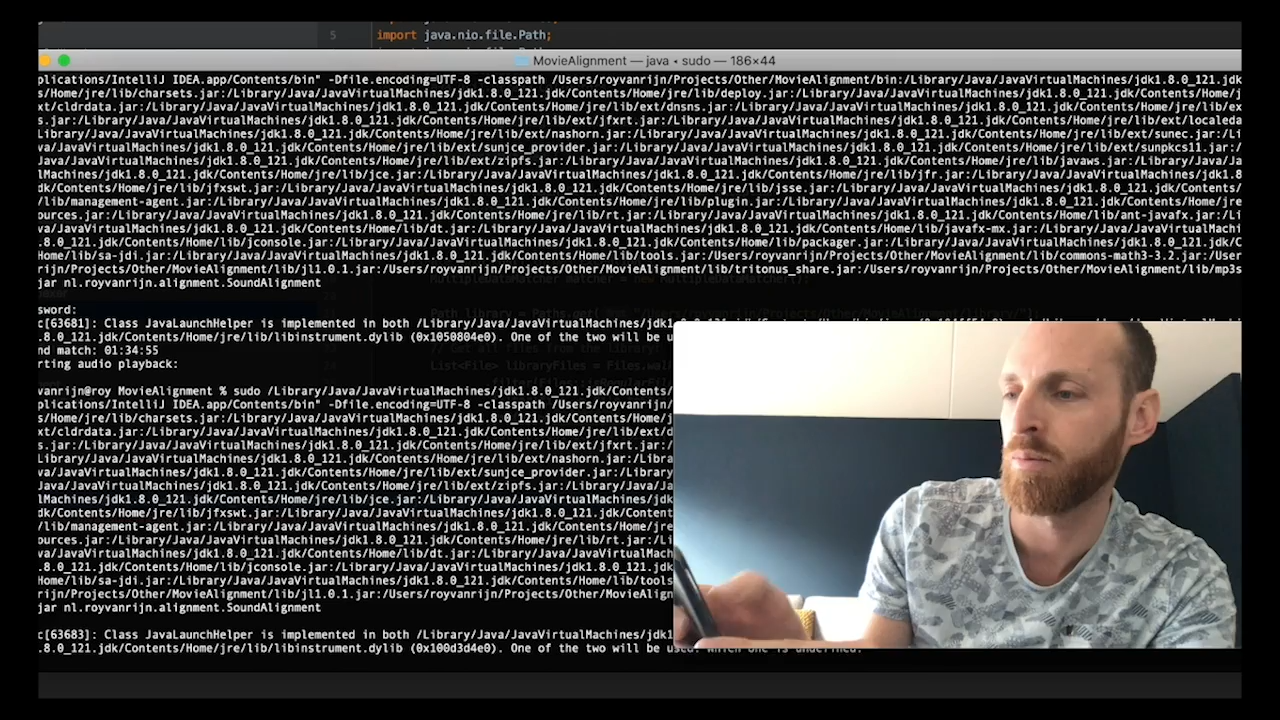 5 import java.nio.file.Path;
MovieAlignment — java • sudo — 186×44
plications/IntelliJ IDEA.app/Contents/bin" -Dfile.encoding=UTF-8 -classpath /Users/royvanrijn/Projects/Other/MovieAlignment/bin:/Library/Java/JavaVirtualMachines/jdk1.8.0_121.jdk
s/Home/jre/lib/charsets.jar:/Library/Java/JavaVirtualMachines/jdk1.8.0_121.jdk/Contents/Home/jre/lib/deploy.jar:/Library/Java/JavaVirtualMachines/jdk1.8.0_121.jdk/Contents/Home/j
xt/cldrdata.jar:/Library/Java/JavaVirtualMachines/jdk1.8.0_121.jdk/Contents/Home/jre/lib/ext/dnsns.jar:/Library/Java/JavaVirtualMachines/jdk1.8.0_121.jdk/Contents/Home/jre/lib/ex
s.jar:/Library/Java/JavaVirtualMachines/jdk1.8.0_121.jdk/Contents/Home/jre/lib/ext/jfxrt.jar:/Library/Java/JavaVirtualMachines/jdk1.8.0_121.jdk/Contents/Home/jre/lib/ext/localeda
Library/Java/JavaVirtualMachines/jdk1.8.0_121.jdk/Contents/Home/jre/lib/ext/nashorn.jar:/Library/Java/JavaVirtualMachines/jdk1.8.0_121.jdk/Contents/Home/jre/lib/ext/sunec.jar:/Li
va/JavaVirtualMachines/jdk1.8.0_121.jdk/Contents/Home/jre/lib/ext/sunjce_provider.jar:/Library/Java/JavaVirtualMachines/jdk1.8.0_121.jdk/Contents/Home/jre/lib/ext/sunpkcs11.jar:/
Java/JavaVirtualMachines/jdk1.8.0_121.jdk/Contents/Home/jre/lib/ext/zipfs.jar:/Library/Java/JavaVirtualMachines/jdk1.8.0_121.jdk/Contents/Home/jre/lib/javaws.jar:/Library/Java/Ja
Machines/jdk1.8.0_121.jdk/Contents/Home/jre/lib/jce.jar:/Library/Java/JavaVirtualMachines/jdk1.8.0_121.jdk/Contents/Home/jre/lib/jfr.jar:/Library/Java/JavaVirtualMachines/jdk1.8
.jdk/Contents/Home/jre/lib/jfxswt.jar:/Library/Java/JavaVirtualMachines/jdk1.8.0_121.jdk/Contents/Home/jre/lib/jsse.jar:/Library/Java/JavaVirtualMachines/jdk1.8.0_121.jdk/Contents/
/lib/management-agent.jar:/Library/Java/JavaVirtualMachines/jdk1.8.0_121.jdk/Contents/Home/jre/lib/plugin.jar:/Library/Java/JavaVirtualMachines/jdk1.8.0_121.jdk/Contents/Home/jre
ources.jar:/Library/Java/JavaVirtualMachines/jdk1.8.0_121.jdk/Contents/Home/jre/lib/rt.jar:/Library/Java/JavaVirtualMachines/jdk1.8.0_121.jdk/Contents/Home/lib/ant-javafx.jar:/Li
va/JavaVirtualMachines/jdk1.8.0_121.jdk/Contents/Home/lib/dt.jar:/Library/Java/JavaVirtualMachines/jdk1.8.0_121.jdk/Contents/Home/lib/javafx-mx.jar:/Library/Java/JavaVirtualMachi
.8.0_121.jdk/Contents/Home/lib/jconsole.jar:/Library/Java/JavaVirtualMachines/jdk1.8.0_121.jdk/Contents/Home/lib/packager.jar:/Library/Java/JavaVirtualMachines/jdk1.8.0_121.jdk/C
Home/lib/sa-jdi.jar:/Library/Java/JavaVirtualMachines/jdk1.8.0_121.jdk/Contents/Home/lib/tools.jar:/Users/royvanrijn/Projects/Other/MovieAlignment/lib/commons-math3-3.2.jar:/User
rijn/Projects/Other/MovieAlignment/lib/jl1.0.1.jar:/Users/royvanrijn/Projects/Other/MovieAlignment/lib/tritonus_share.jar:/Users/royvanrijn/Projects/Other/MovieAlignment/lib/mp3s
jar nl.royvanrijn.alignment.SoundAlignment
sword:
c[63681]: Class JavaLaunchHelper is implemented in both /Library/Java/JavaVirtualMachines/jdk1
.8.0_121.jdk/Contents/Home/jre/lib/libinstrument.dylib (0x1050804e0). One of the two will be u
nd match: 01:34:55
rting audio playback:
vanrijn@roy MovieAlignment % sudo /Library/Java/JavaVirtualMachines/jdk1.8.0_121.jdk/
plications/IntelliJ IDEA.app/Contents/bin" -Dfile.encoding=UTF-8 -classpath /Users/royvanrijn/
s/Home/jre/lib/charsets.jar:/Library/Java/JavaVirtualMachines/jdk1.8.0_121.jdk/Contents/Home/j
xt/cldrdata.jar:/Library/Java/JavaVirtualMachines/jdk1.8.0_121.jdk/Contents/Home/jre/lib/ext/d
s.jar:/Library/Java/JavaVirtualMachines/jdk1.8.0_121.jdk/Contents/Home/jre/lib/ext/jfxrt.jar:/
Library/Java/JavaVirtualMachines/jdk1.8.0_121.jdk/Contents/Home/jre/lib/ext/nashorn.jar:/Libra
va/JavaVirtualMachines/jdk1.8.0_121.jdk/Contents/Home/jre/lib/ext/sunjce_provider.jar:/Library
Java/JavaVirtualMachines/jdk1.8.0_121.jdk/Contents/Home/jre/lib/ext/zipfs.jar:/Library/Java/Ja
lMachines/jdk1.8.0_121.jdk/Contents/Home/jre/lib/jce.jar:/Library/Java/JavaVirtualMachines/jdk
.jdk/Contents/Home/jre/lib/jfxswt.jar:/Library/Java/JavaVirtualMachines/jdk1.8.0_121.jdk/Conte
/lib/management-agent.jar:/Library/Java/JavaVirtualMachines/jdk1.8.0_121.jdk/Contents/Home/jre
ources.jar:/Library/Java/JavaVirtualMachines/jdk1.8.0_121.jdk/Contents/Home/jre/lib/rt.jar:/Li
va/JavaVirtualMachines/jdk1.8.0_121.jdk/Contents/Home/lib/dt.jar:/Library/Java/JavaVirtualMach
.8.0_121.jdk/Contents/Home/lib/jconsole.jar:/Library/Java/JavaVirtualMachines/jdk1.8.0_121.jdk
Home/lib/sa-jdi.jar:/Library/Java/JavaVirtualMachines/jdk1.8.0_121.jdk/Contents/Home/lib/tools
rijn/Projects/Other/MovieAlignment/lib/jl1.0.1.jar:/Users/royvanrijn/Projects/Other/MovieAlign
jar nl.royvanrijn.alignment.SoundAlignment
c[63683]: Class JavaLaunchHelper is implemented in both /Library/Java/JavaVirtualMachines/jdk1
.8.0_121.jdk/Contents/Home/jre/lib/libinstrument.dylib (0x100d3d4e0). One of the two will be used. Which one is undefined.